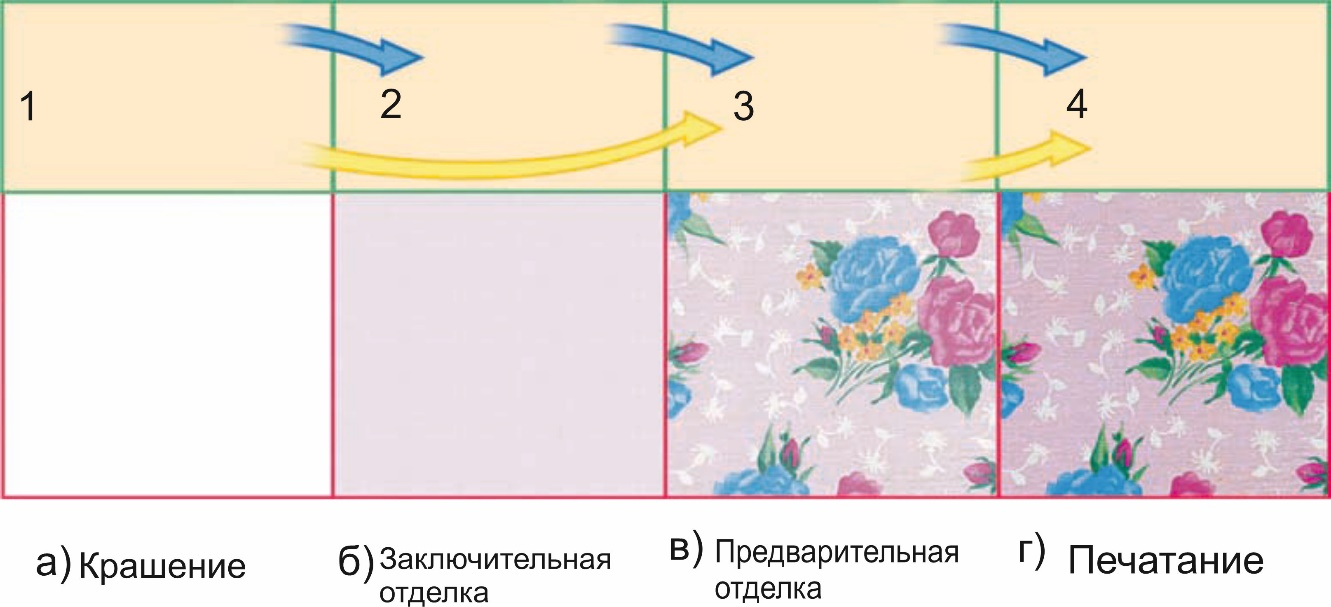 1
2
3
4
а) Крашение
б) Заключительная
отделка
в) Предварительная
отделка
г) Печатание